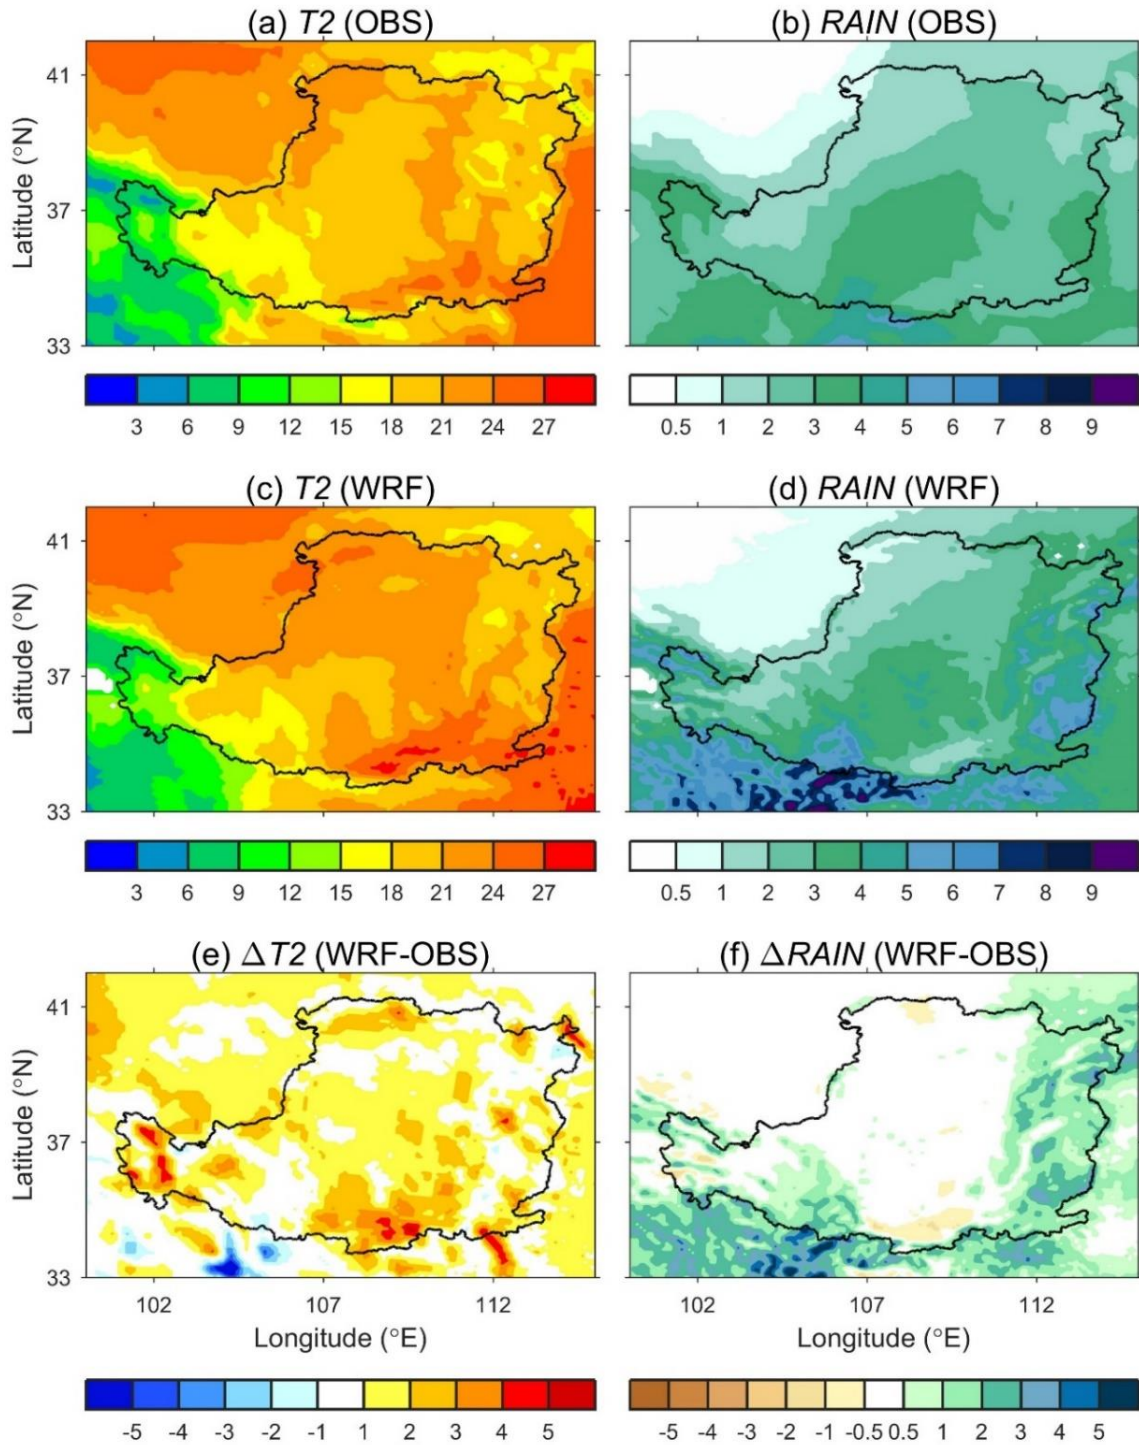 (a) T2 (OBS)
(b) RAIN (OBS)
Latitude (°N)
41
37
33
3 6 9 12 15 18 21 24 27
0.5 1 2 3 4 5 6 7 8 9
(c) T2 (WRF)
(d) RAIN (WRF)
Latitude (°N)
41
37
33
3 6 9 12 15 18 21 24 27
0.5 1 2 3 4 5 6 7 8 9
(e) ΔT2 (WRF-OBS)
(f) ΔRAIN (WRF-OBS)
Latitude (°N)
41
37
33
102 107 112
102 107 112
Longitude (°E)
Longitude (°E)
-5 -4 -3 -2 -1 1 2 3 4 5
-5 -4 -3 -2 -1 -0.5 0.5 1 2 3 4 5